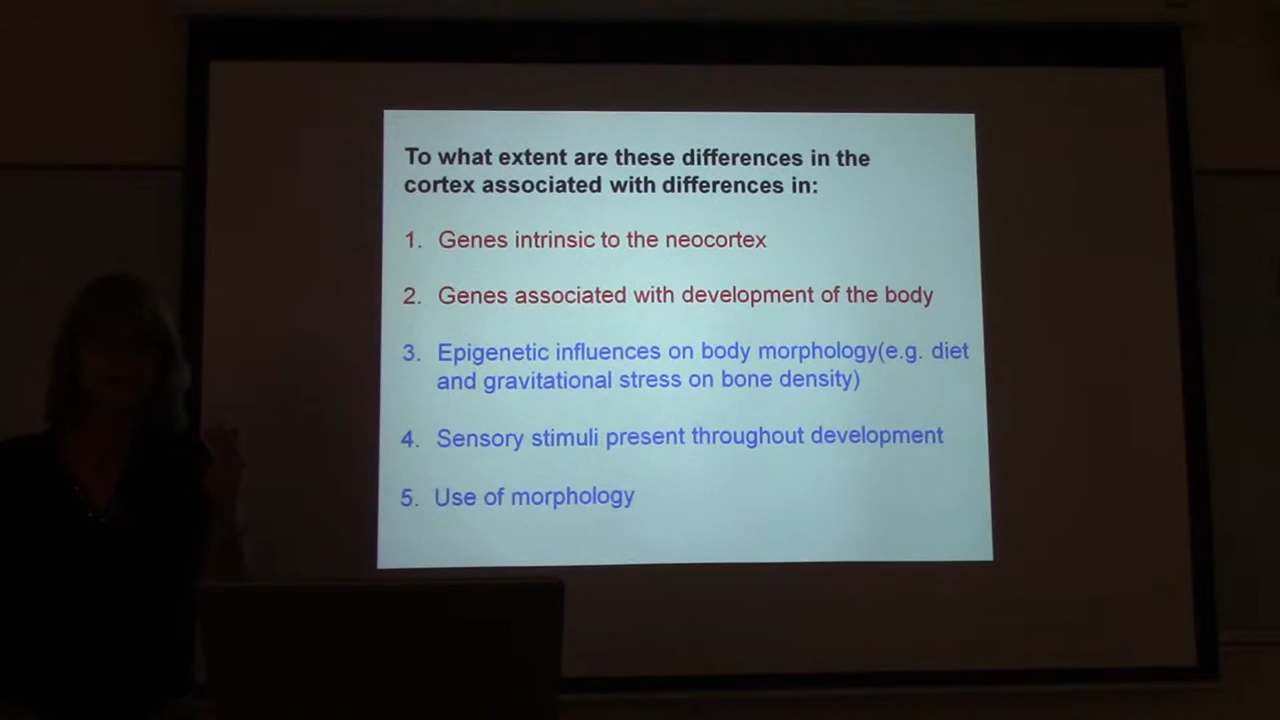 To what extent are these differences in the
cortex associated with differences in:
1. Genes intrinsic to the neocortex
2. Genes associated with development of the body
3. Epigenetic influences on body morphology(e.g. diet
and gravitational stress on bone density)
4. Sensory stimuli present throughout development
5. Use of morphology